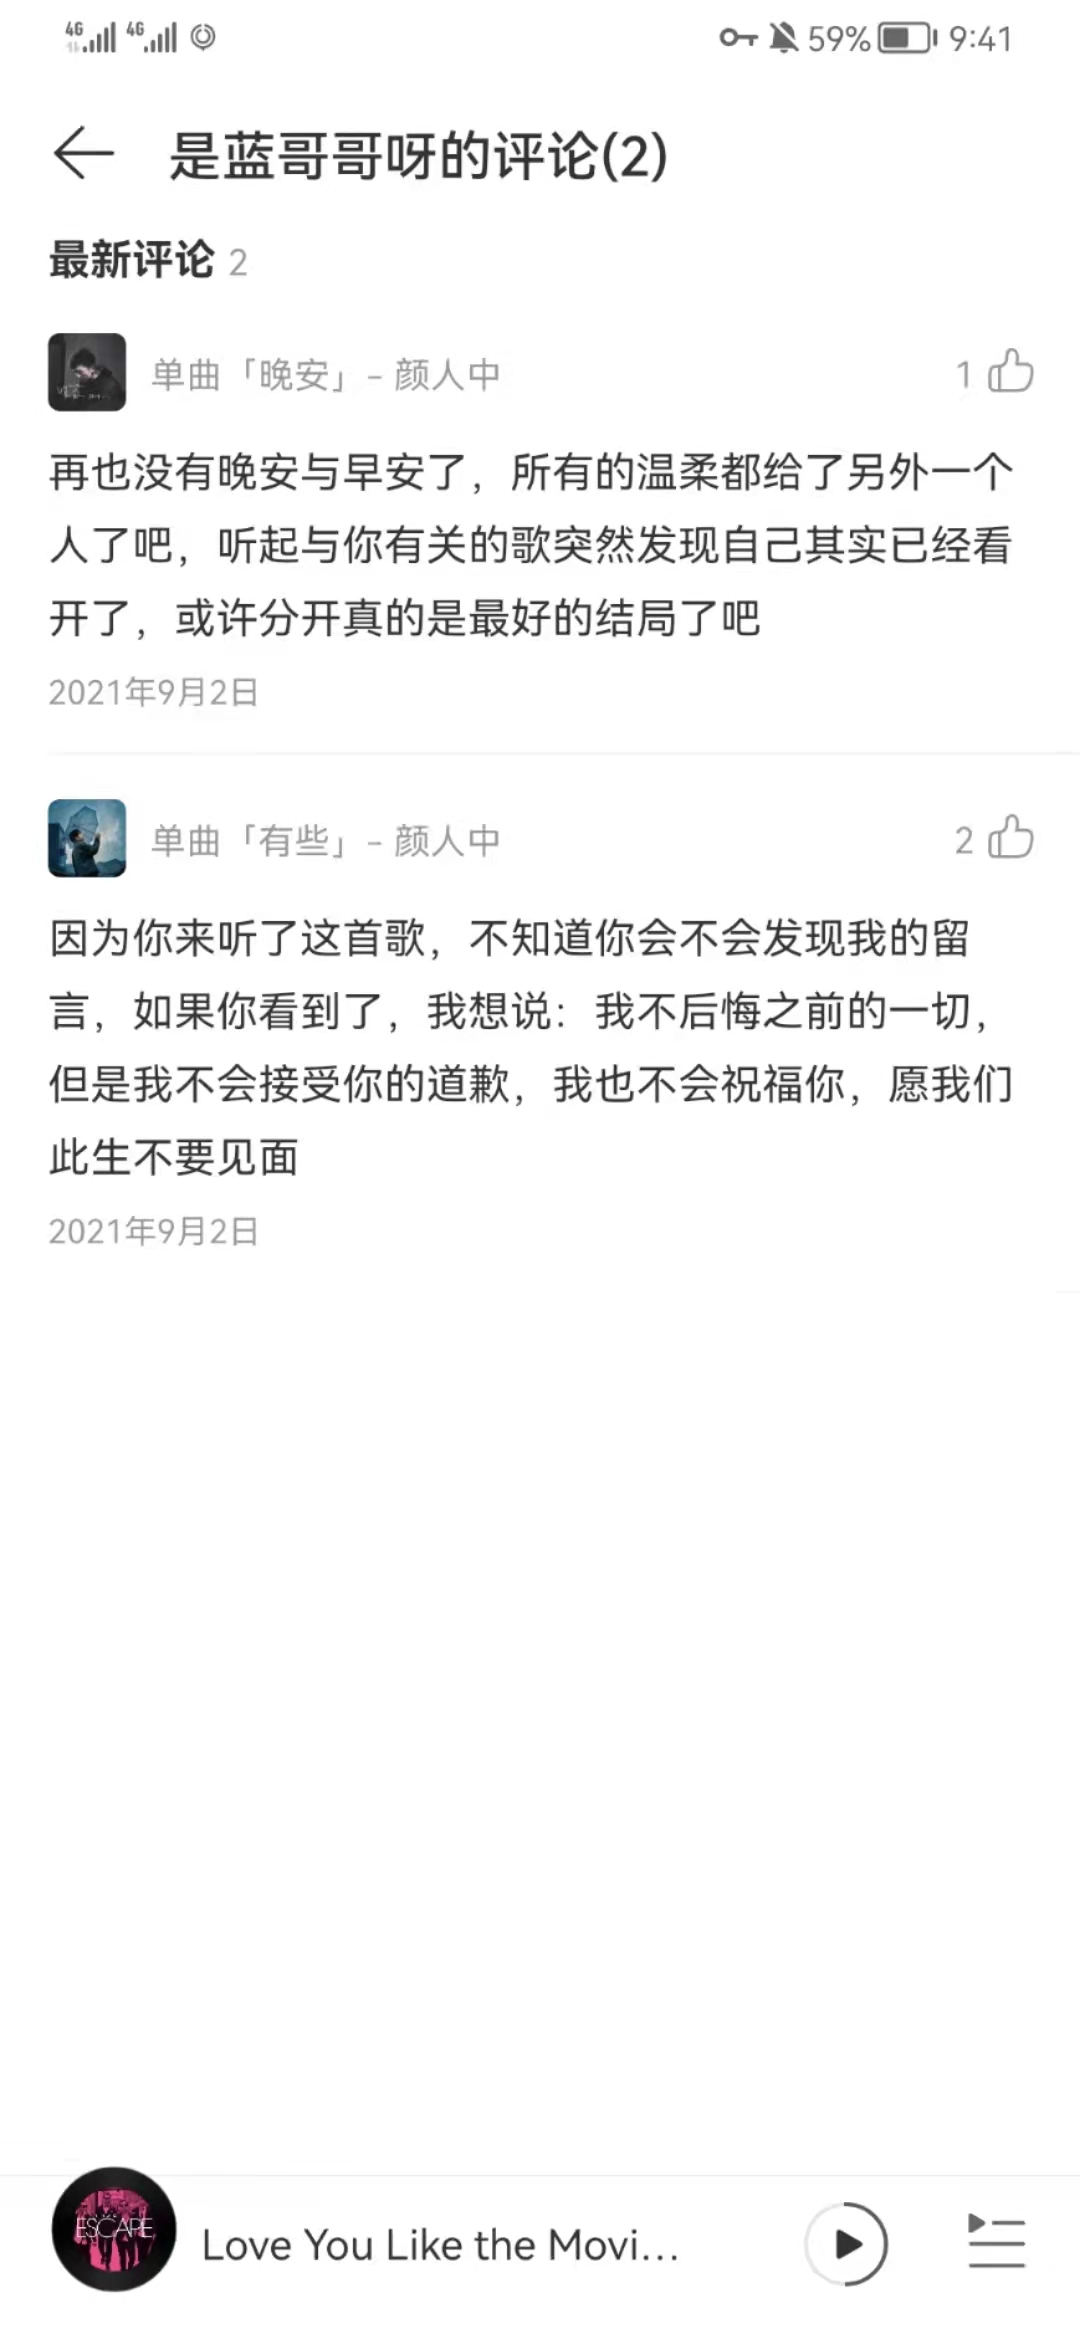 4G 4G 59% 9:41
是蓝哥哥呀的评论(2)
最新评论 2
单曲「晚安」- 颜人中 1
再也没有晚安与早安了，所有的温柔都给了另外一个
人了吧，听起与你有关的歌突然发现自己其实已经看
开了，或许分开真的是最好的结局了吧
2021年9月2日
单曲「有些」- 颜人中 2
因为你来听了这首歌，不知道你会不会发现我的留
言，如果你看到了，我想说：我不后悔之前的一切，
但是我不会接受你的道歉，我也不会祝福你，愿我们
此生不要见面
2021年9月2日
ESCAPE
Love You Like the Movi...